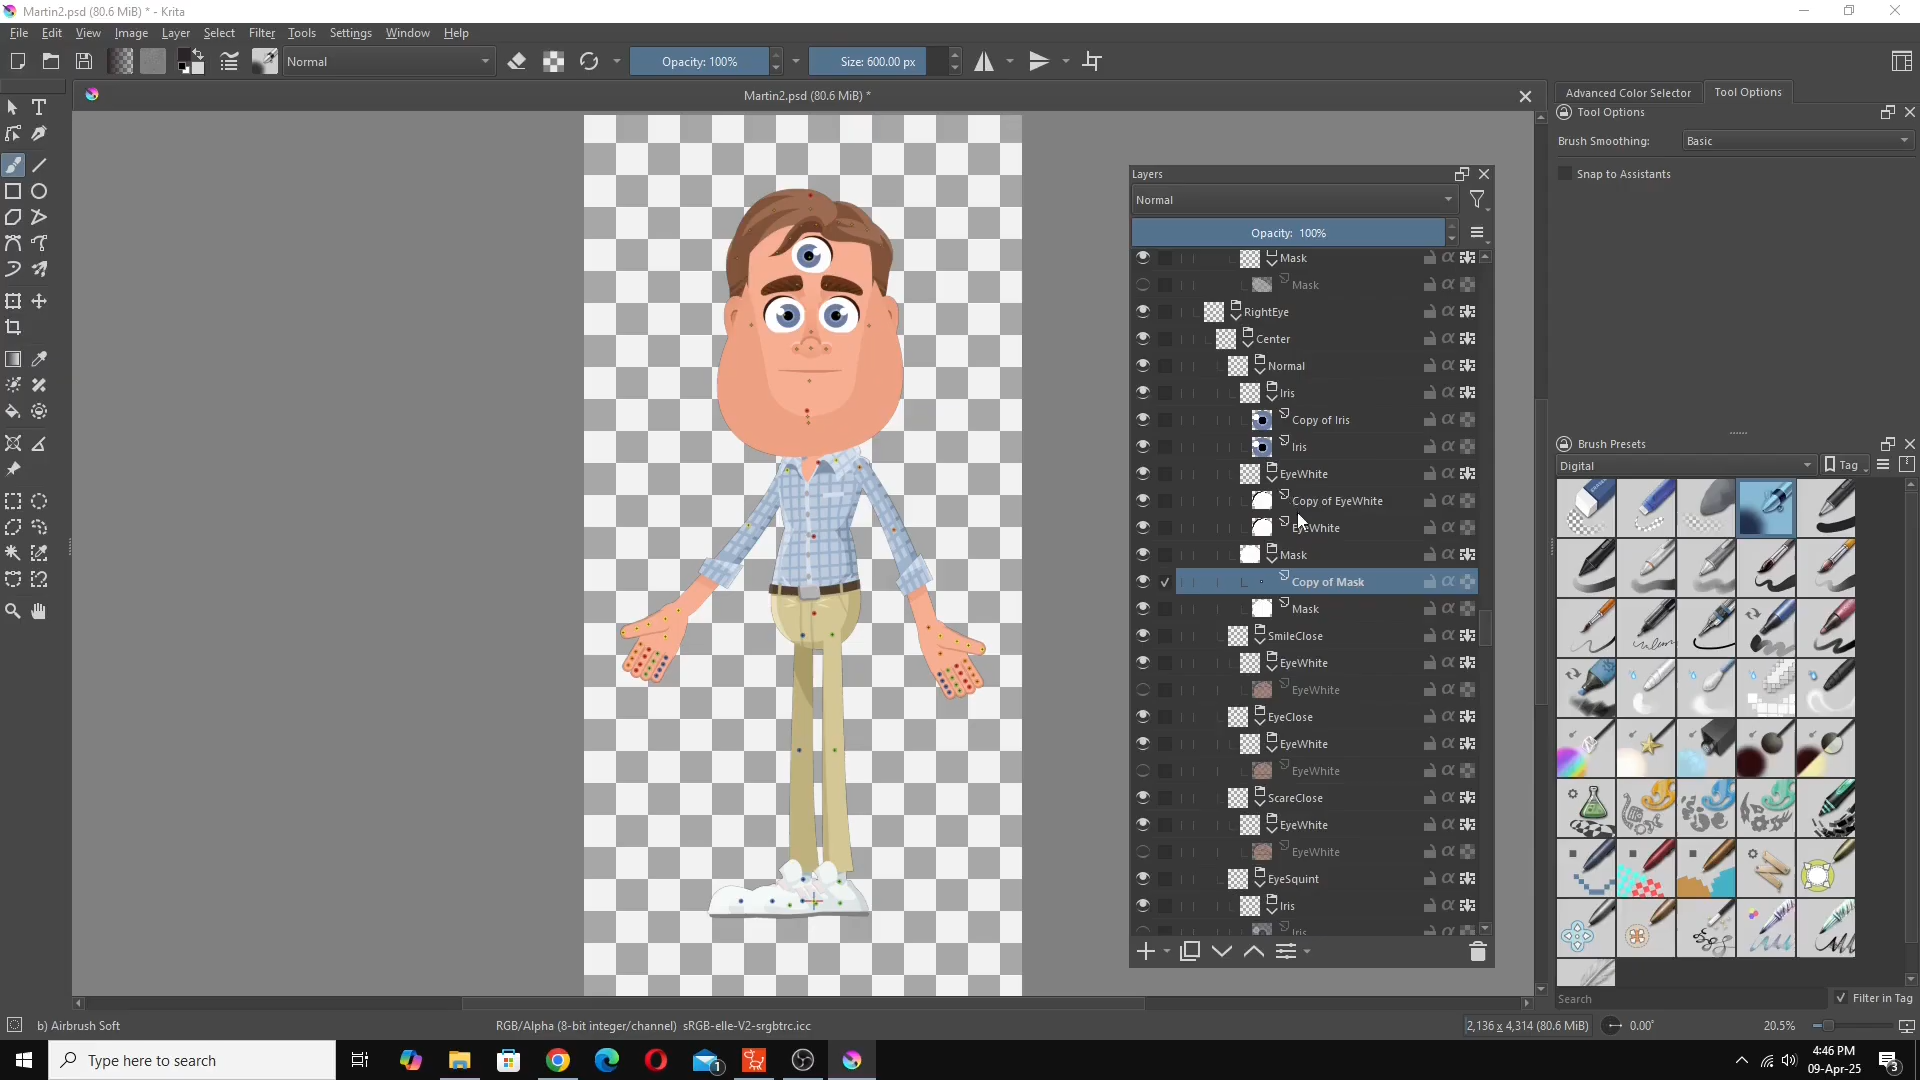 Martin2.psd (80.6 MiB) * - Krita
File Edit View Image Layer Select Filter Tools Settings Window Help
Normal
Opacity: 100%
Size: 600.00 px
Martin2.psd (80.6 MiB) *
Advanced Color Selector
Tool Options
Tool Options
Brush Smoothing:
Basic
Snap to Assistants
Layers
Normal
Opacity: 100%
Mask
Mask
RightEye
Center
Normal
Iris
Copy of Iris
Iris
EyeWhite
Copy of EyeWhite
EyeWhite
Mask
Copy of Mask
Mask
SmileClose
EyeWhite
EyeWhite
EyeClose
EyeWhite
EyeWhite
ScareClose
EyeWhite
EyeWhite
EyeSquint
Iris
Iris
Brush Presets
Digital
Tag
Search
Filter in Tag
b) Airbrush Soft
RGB/Alpha (8-bit integer/channel) sRGB-elle-V2-srgbtrc.icc
2,136 x 4,314 (80.6 MiB)
0.00°
20.5%
Type here to search
1
4:46 PM
09-Apr-25
3